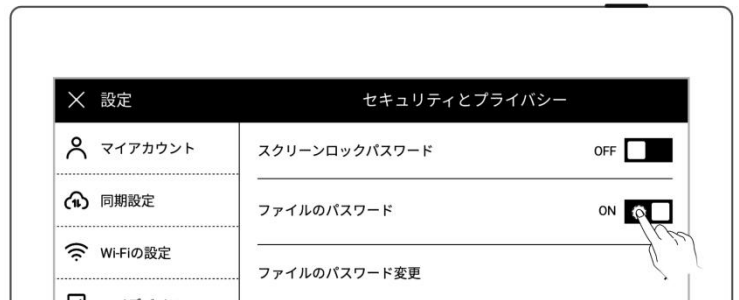 設定
セキュリティとプライバシー
マイアカウント
スクリーンロックパスワード
OFF
同期設定
ファイルのパスワード
ON
Wi-Fiの設定
ファイルのパスワード変更